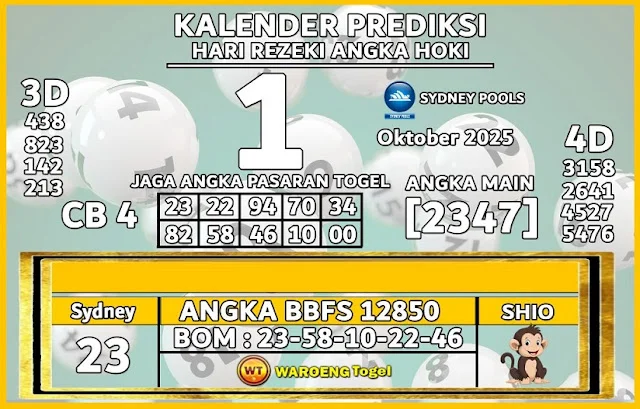 KALENDER PREDIKSI
HARI REZEKI ANGKA HOKI
3D
438
823
142
213
CB 4
1
JAGA ANGKA PASARAN TOGEL
23 22 94 70 34
82 58 46 10 00
SYDNEY POOLS
Oktober 2025
ANGKA MAIN
[2347]
4D
3158
2641
4527
5476
Sydney
23
ANGKA BBFS 12850
BOM : 23-58-10-22-46
WT WAROENG Togel
SHIO